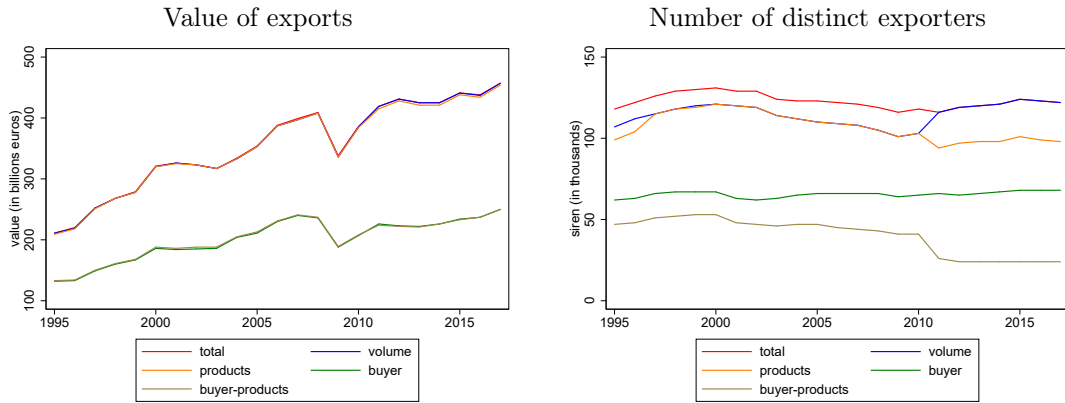 Value of exports
value (in billions euros)
500
400
300
200
100
1995
2000
2005
2010
2015
total
volume
products
buyer
buyer-products
Number of distinct exporters
siren (in thousands)
150
100
50
0
1995
2000
2005
2010
2015
total
volume
products
buyer
buyer-products